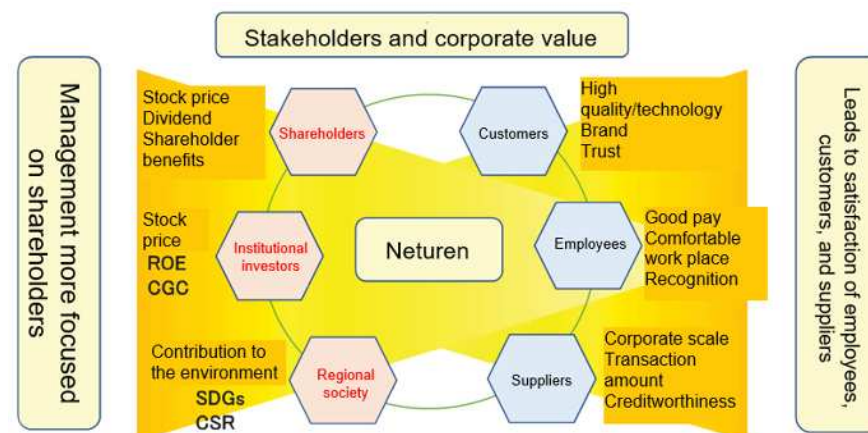 Stakeholders and corporate value
Management more focused
on shareholders
Stock price
Dividend
Shareholder
benefits
Shareholders
Customers
High
quality/technology
Brand
Trust
Stock
price
ROE
CGC
Institutional
investors
Neturen
Employees
Good pay
Comfortable
work place
Recognition
Contribution to
the environment
SDGs
CSR
Regional
society
Suppliers
Corporate scale
Transaction
amount
Creditworthiness
Leads to satisfaction of employees,
customers, and suppliers